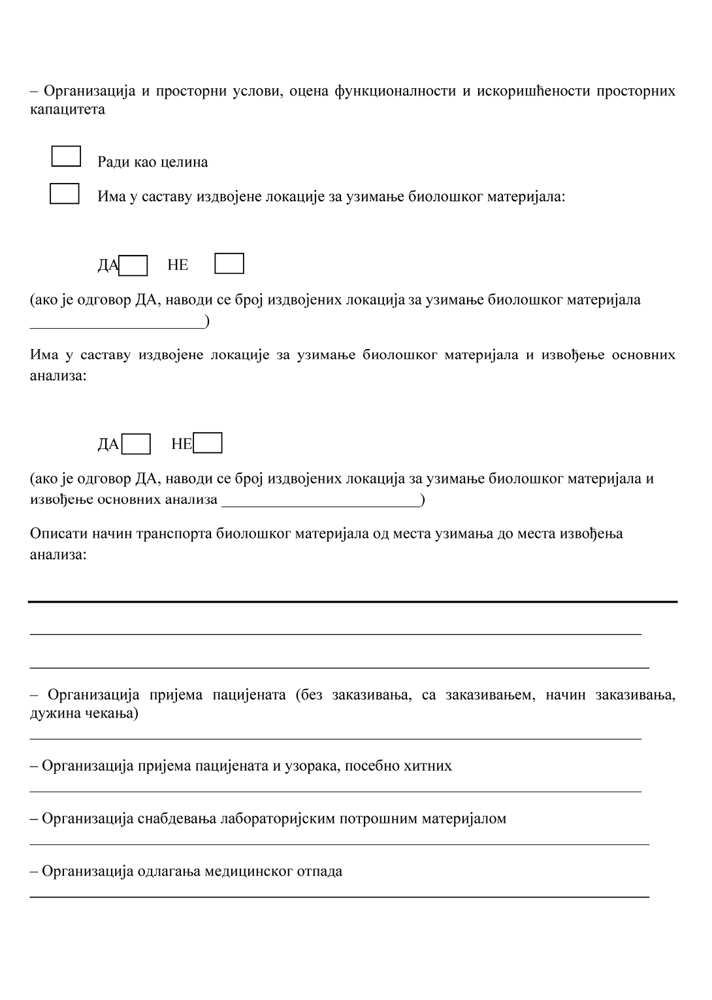 – Организација и просторни услови, оцена функционалности и искоришћености просторних
капацитета
Ради као целина
Има у саставу издвојене локације за узимање биолошког материјала:
ДА НЕ
(ако је одговор ДА, наводи се број издвојених локација за узимање биолошког материјала
______________________)
Има у саставу издвојене локације за узимање биолошког материјала и извођење основних
анализа:
ДА НЕ
(ако је одговор ДА, наводи се број издвојених локација за узимање биолошког материјала и
извођење основних анализа _________________________)
Описати начин транспорта биолошког материјала од места узимања до места извођења
анализа:
– Организација пријема пацијената (без заказивања, са заказивањем, начин заказивања,
дужина чекања)
– Организација пријема пацијената и узорака, посебно хитних
– Организација снабдевања лабораторијским потрошним материјалом
– Организација одлагања медицинског отпада